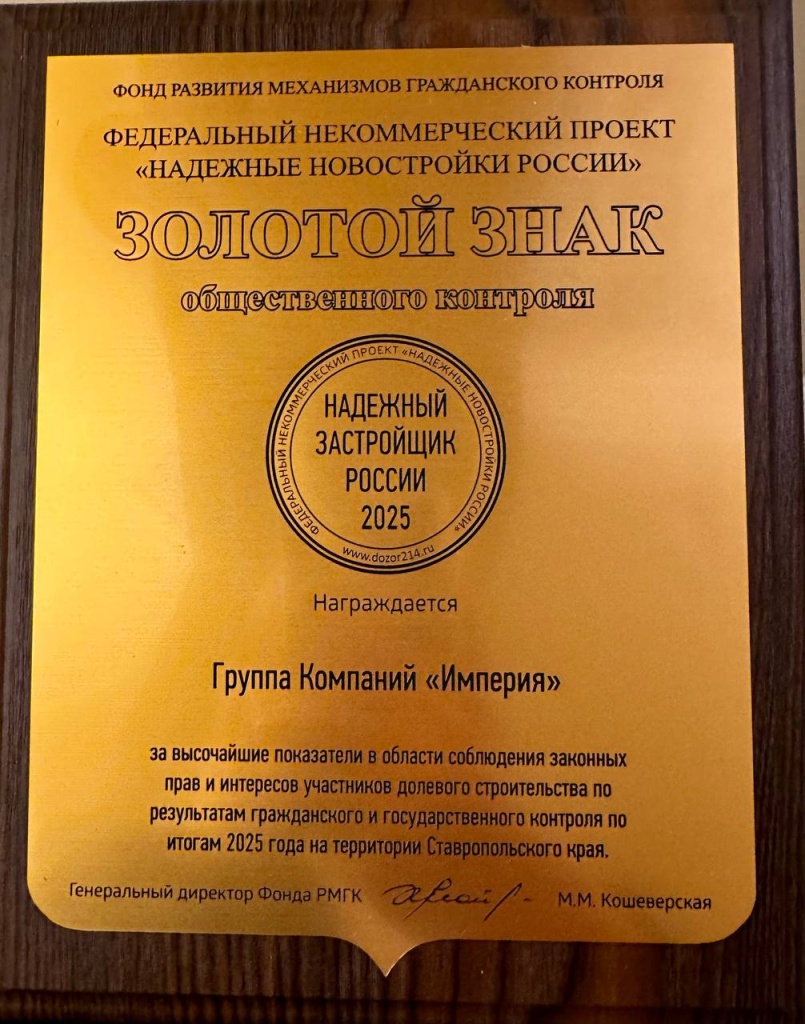 ФОНД РАЗВИТИЯ МЕХАНИЗМОВ ГРАЖДАНСКОГО КОНТРОЛЯ
ФЕДЕРАЛЬНЫЙ НЕКОММЕРЧЕСКИЙ ПРОЕКТ
«НАДЕЖНЫЕ НОВОСТРОЙКИ РОССИИ»
ЗОЛОТОЙ ЗНАК
общественного контроля
ФЕДЕРАЛЬНЫЙ НЕКОММЕРЧЕСКИЙ ПРОЕКТ «НАДЕЖНЫЕ НОВОСТРОЙКИ РОССИИ»
НАДЕЖНЫЙ
ЗАСТРОЙЩИК
РОССИИ
2025
www.dozor214.ru
Награждается
Группа Компаний «Империя»
за высочайшие показатели в области соблюдения законных
прав и интересов участников долевого строительства по
результатам гражданского и государственного контроля по
итогам 2025 года на территории Ставропольского края.
Генеральный директор Фонда РМГК М.М. Кошеверская